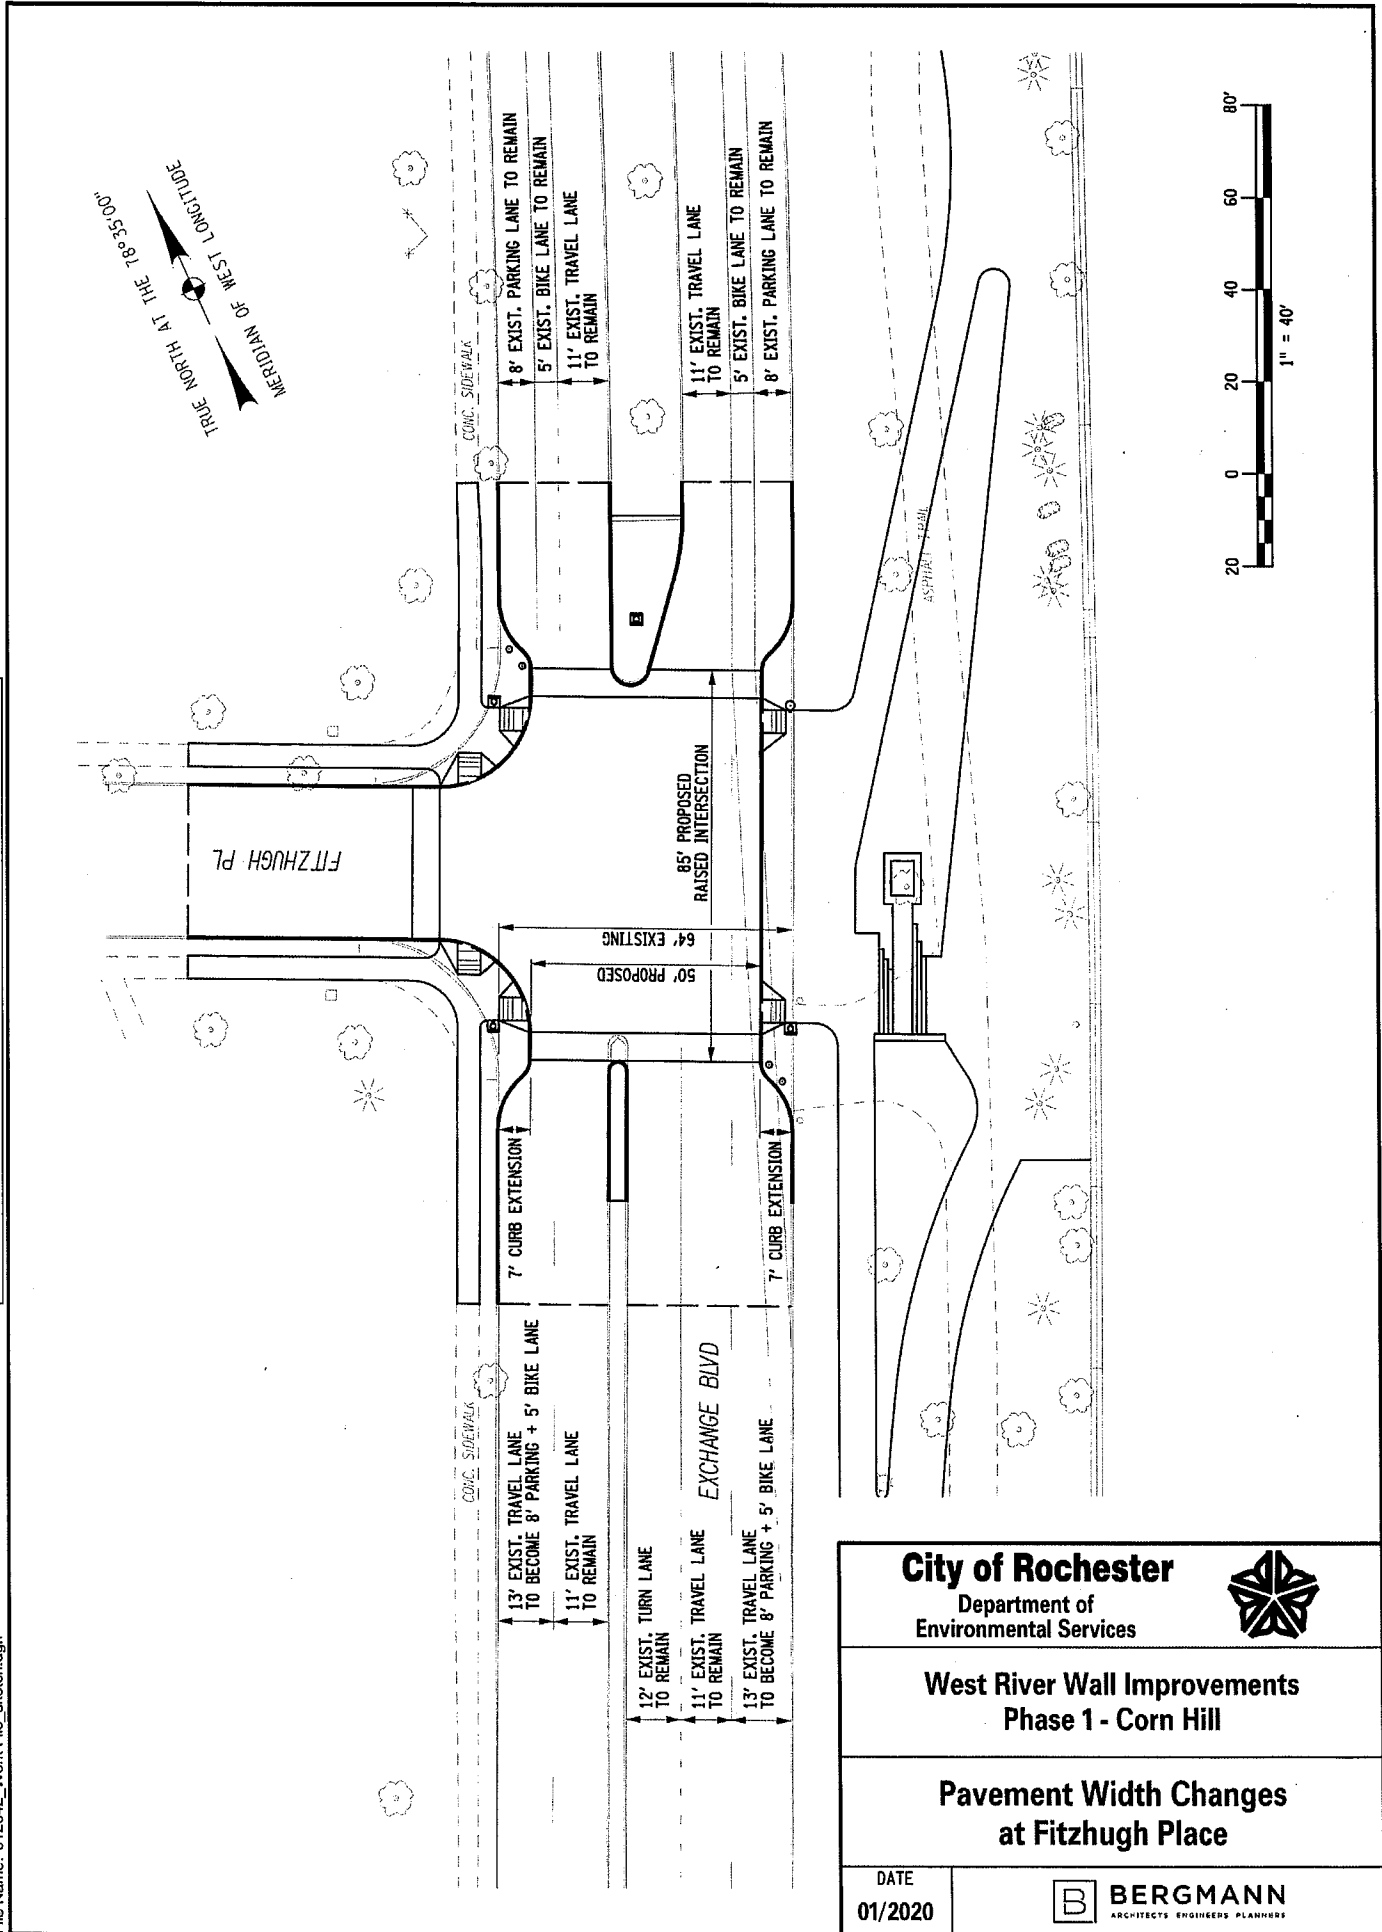 TRUE NORTH AT THE 78°35'00"
MERIDIAN OF WEST LONGITUDE
CONC. SIDEWALK
8' EXIST. PARKING LANE TO REMAIN
5' EXIST. BIKE LANE TO REMAIN
11' EXIST. TRAVEL LANE
TO REMAIN
11' EXIST. TRAVEL LANE
TO REMAIN
5' EXIST. BIKE LANE TO REMAIN
8' EXIST. PARKING LANE TO REMAIN
20 0 20 40 60 80'
1" = 40'
ASPHALT TRAIL
FITZHUGH PL
85' PROPOSED
RAISED INTERSECTION
64' EXISTING
50' PROPOSED
7' CURB EXTENSION
7' CURB EXTENSION
CONC. SIDEWALK
13' EXIST. TRAVEL LANE
TO BECOME 8' PARKING + 5' BIKE LANE
11' EXIST. TRAVEL LANE
TO REMAIN
EXCHANGE BLVD
12' EXIST. TURN LANE
TO REMAIN
11' EXIST. TRAVEL LANE
TO REMAIN
13' EXIST. TRAVEL LANE
TO BECOME 8' PARKING + 5' BIKE LANE
City of Rochester
Department of
Environmental Services
West River Wall Improvements
Phase 1 - Corn Hill
Pavement Width Changes
at Fitzhugh Place
DATE
01/2020
B BERGMANN
ARCHITECTS ENGINEERS PLANNERS